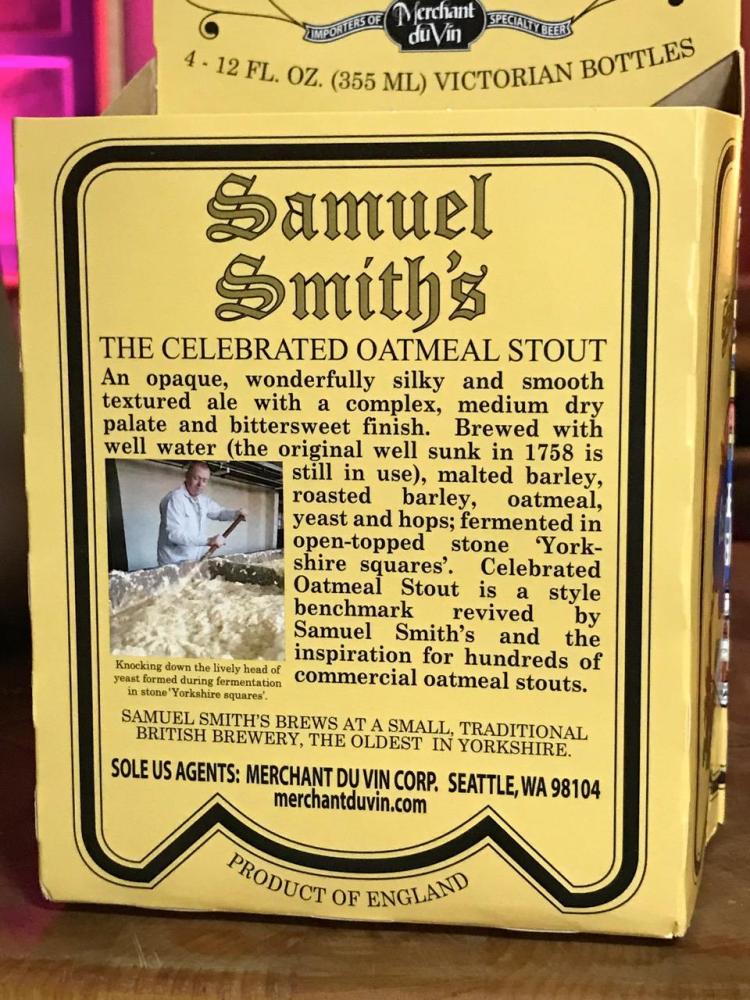 IMPORTERS OF Merchant du Vin SPECIALTY BEER
4 - 12 FL. OZ. (355 ML) VICTORIAN BOTTLES
Samuel
Smith's
THE CELEBRATED OATMEAL STOUT
An opaque, wonderfully silky and smooth
textured ale with a complex, medium dry
palate and bittersweet finish. Brewed with
well water (the original well sunk in 1758 is
still in use), malted barley,
roasted barley, oatmeal,
yeast and hops; fermented in
open-topped stone ‘York-
shire squares’. Celebrated
Oatmeal Stout is a style
benchmark revived by
Samuel Smith's and the
inspiration for hundreds of
commercial oatmeal stouts.
Knocking down the lively head of
yeast formed during fermentation
in stone ‘Yorkshire squares’.
SAMUEL SMITH'S BREWS AT A SMALL, TRADITIONAL
BRITISH BREWERY, THE OLDEST IN YORKSHIRE.
SOLE US AGENTS: MERCHANT DU VIN CORP. SEATTLE, WA 98104
merchantduvin.com
PRODUCT OF ENGLAND